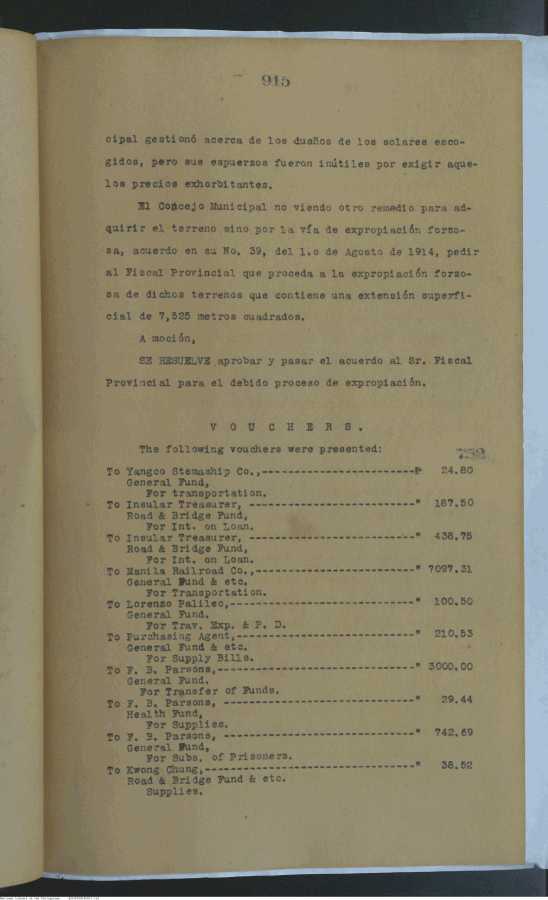 915
cipal gestionó acerca de los dueños de los solares esco-
gidos, pero sus espuerzos fueron inútiles por exigir aque-
los precios exhorbitantes.
El Concejo Municipal no viendo otro remedio para ad-
quirir el terreno sino por la vía de expropiación forzo-
sa, acuerdo en su No. 39, del 1.o de Agosto de 1914, pedir
al Fiscal Provincial que proceda a la expropiación forzo-
sa de dichos terrenos que contiene una extensión superfi-
cial de 7,525 metros cuadrados.
A moción,
SE RESUELVE aprobar y pasar el acuerdo al Sr. Fiscal
Provincial para el debido proceso de expropiación.
V O U C H E R S .
The following vouchers were presented: 752
To Yangco Stemaship Co.,-----------------------₱ 24.80
General Fund,
For transportation.
To Insular Treasurer, -------------------------" 187.50
Road & Bridge Fund,
For Int. on Loan.
To Insular Treasurer, -------------------------" 438.75
Road & Bridge Fund,
For Int. on Loan.
To Manila Railroad Co.,------------------------" 7097.31
General Fund & etc.
For Transportation.
To Lorenzo Palileo,----------------------------" 100.50
General Fund.
For Trav. Exp. & P. D.
To Purchasing Agent,---------------------------" 210.53
General Fund & etc.
For Supply Bills.
To F. B. Parsons,------------------------------" 3000.00
General Fund.
For Transfer of Funds.
To F. B. Parsons, -----------------------------" 29.44
Health Fund,
For Supplies.
To F. B. Parsons, -----------------------------" 742.69
General Fund,
For Subs. of Prisoners.
To Kwong Chung,--------------------------------" 38.52
Road & Bridge Fund & etc.
Supplies.
National Library of the Philippines